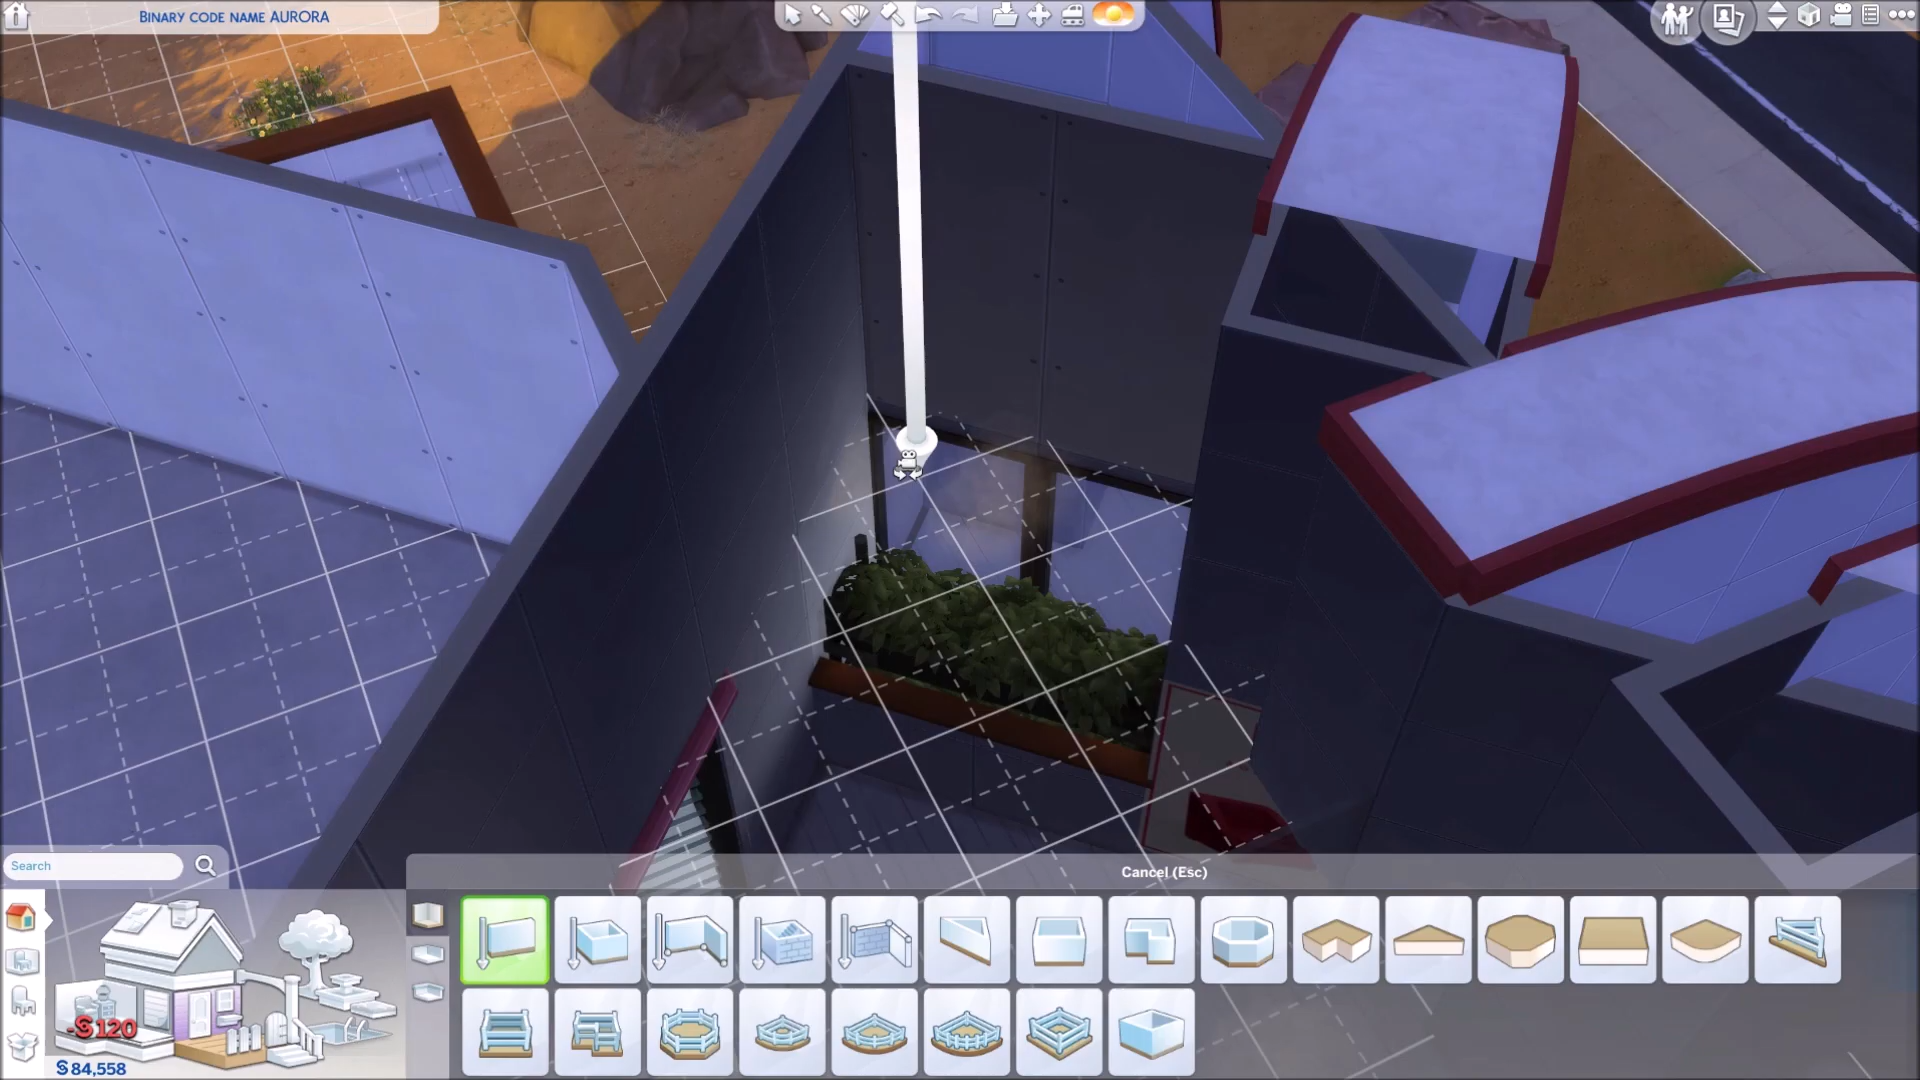 BINARY CODE NAME AURORA
Search
Cancel (Esc)
-§120
§84,558